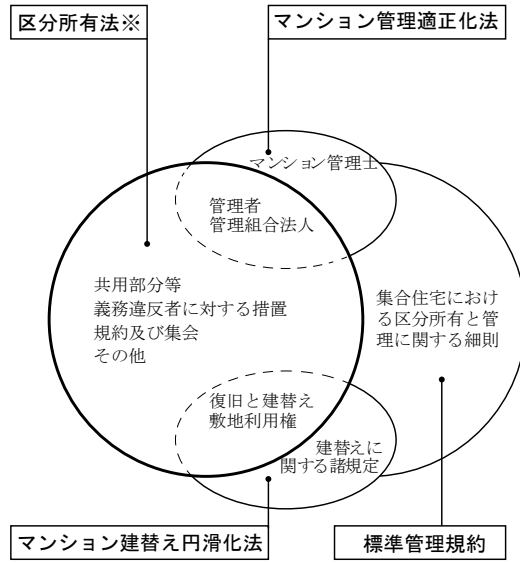 区分所有法※
マンション管理適正化法
マンション管理士
管理者
管理組合法人
共用部分等
義務違反者に対する措置
規約及び集会
その他
集合住宅におけ
る区分所有と管
理に関する細則
復旧と建替え
敷地利用権
建替えに
関する諸規定
マンション建替え円滑化法
標準管理規約